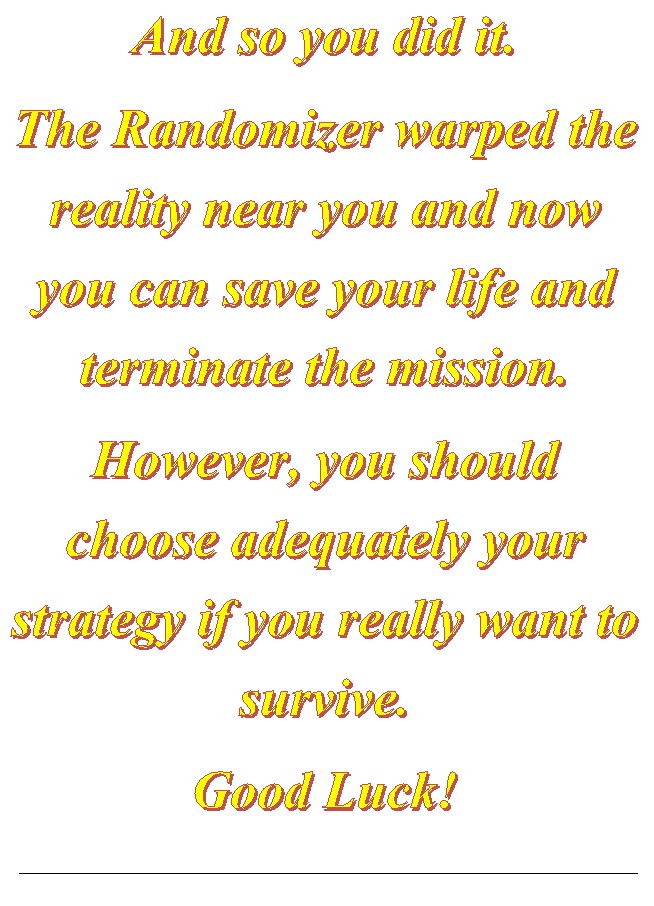 And so you did it.
The Randomizer warped the
reality near you and now
you can save your life and
terminate the mission.
However, you should
choose adequately your
strategy if you really want to
survive.
Good Luck!